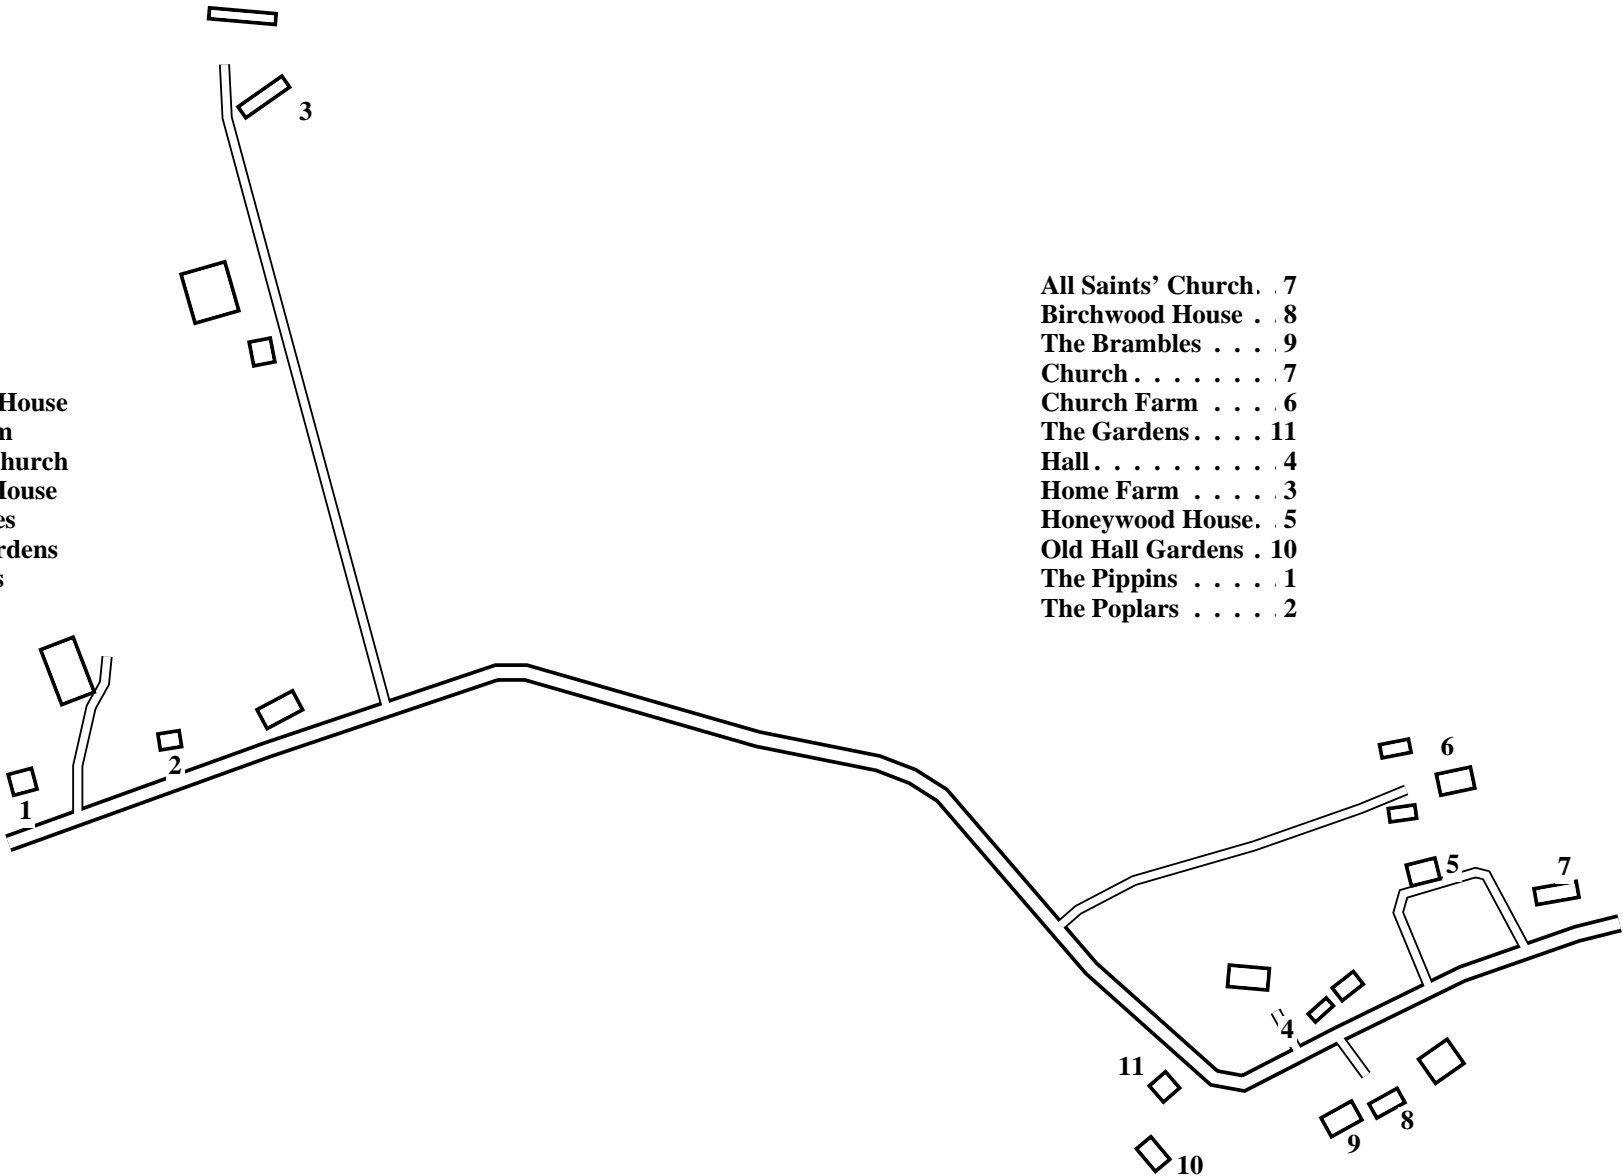 3
All Saints’ Church. . 7
Birchwood House . . 8
The Brambles . . . . 9
Church . . . . . . . . 7
Church Farm . . . . 6
The Gardens . . . . 11
Hall . . . . . . . . . . 4
Home Farm . . . . . 3
Honeywood House. . 5
Old Hall Gardens . 10
The Pippins . . . . . 1
The Poplars . . . . . 2
House
hurch
ouse
es
rdens
s
2
1
6
5
7
4
11
8
9
10